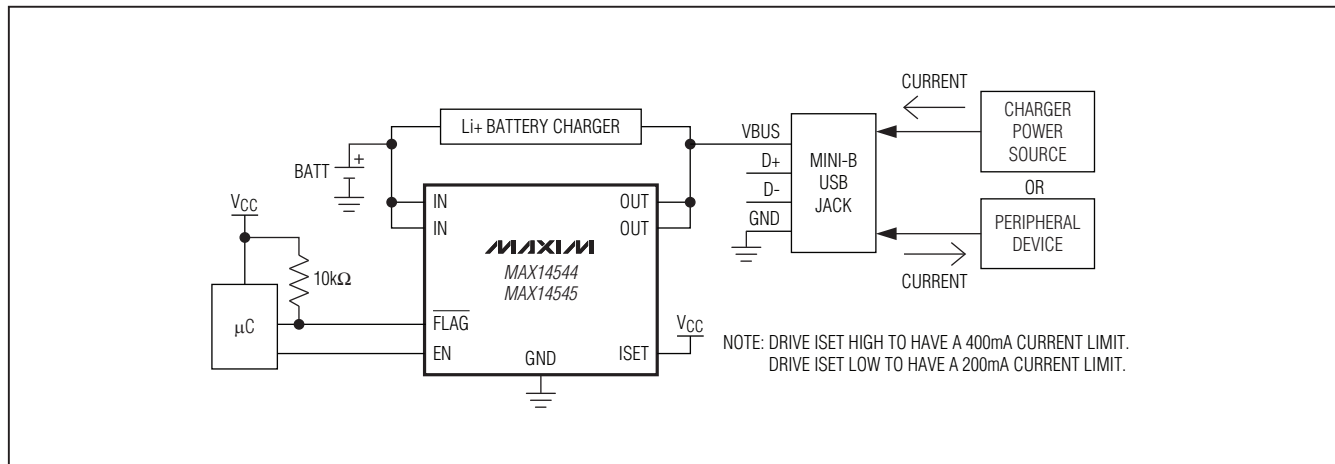 CURRENT
CHARGER
POWER
SOURCE
OR
PERIPHERAL
DEVICE
CURRENT
Li+ BATTERY CHARGER
VBUS
D+
D-
GND
MINI-B
USB
JACK
BATT
+
IN
IN
OUT
OUT
MAXIM
MAX14544
MAX14545
VCC
10kΩ
μC
FLAG
EN
GND
ISET
VCC
NOTE: DRIVE ISET HIGH TO HAVE A 400mA CURRENT LIMIT.
DRIVE ISET LOW TO HAVE A 200mA CURRENT LIMIT.